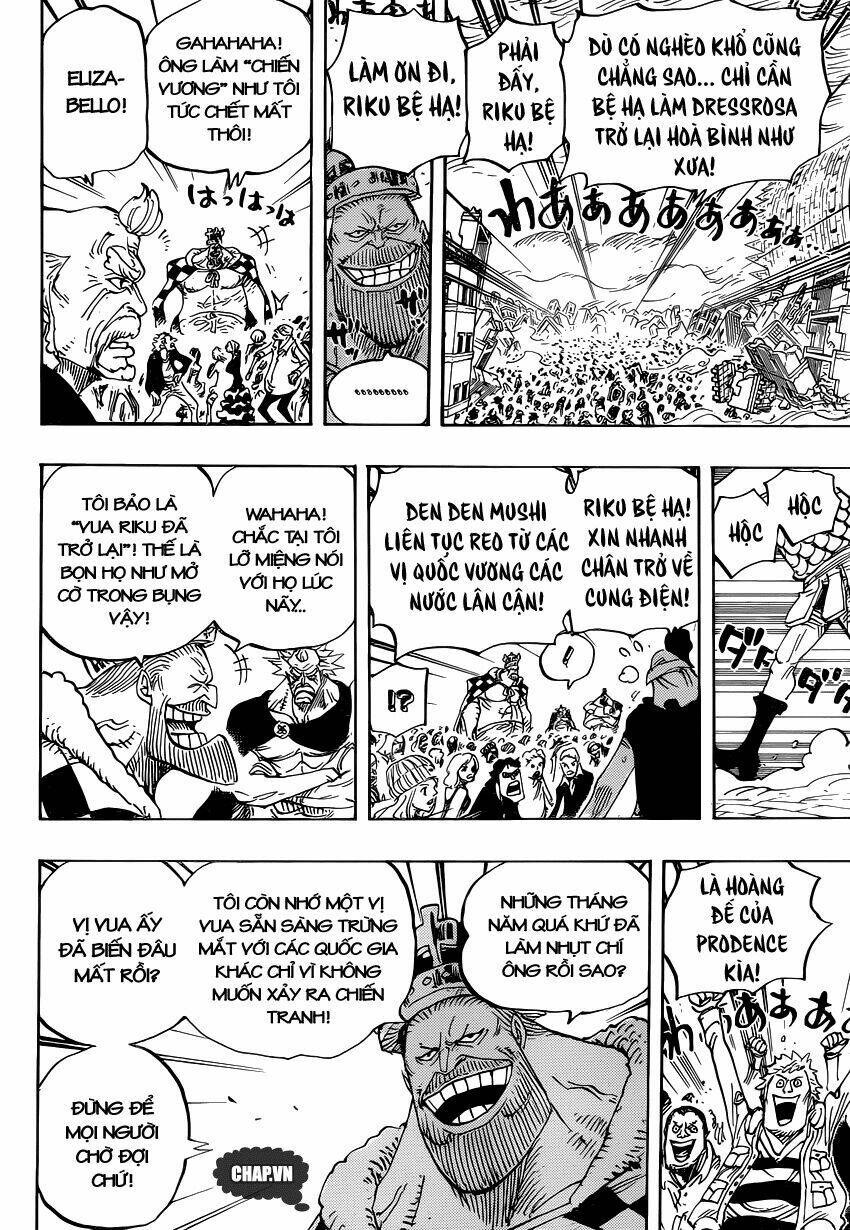 DÙ CÓ NGHÈO KHỔ CŨNG
CHẲNG SAO... CHỈ CẦN
BỆ HẠ LÀM DRESSROSA
TRỞ LẠI HOÀ BÌNH NHƯ
XƯA!
PHẢI
ĐẤY,
RIKU BỆ
HẠ!
わあああああああぁぁ...
LÀM ƠN ĐI,
RIKU BỆ HẠ!
..........
GAHAHAHA!
ÔNG LÀM "CHIẾN
VƯƠNG" NHƯ TÔI
TỨC CHẾT MẤT
THÔI!
ELIZA-
BELLO!
はっはっは
HỘC
HỘC
ダダダダ
RIKU BỆ HẠ!
XIN NHANH
CHÂN TRỞ VỀ
CUNG ĐIỆN!
DEN DEN MUSHI
LIÊN TỤC REO TỪ CÁC
VỊ QUỐC VƯƠNG CÁC
NƯỚC LÂN CẬN!
!
!?
WAHAHA!
CHẮC TẠI TÔI
LỠ MIỆNG NÓI
VỚI HỌ LÚC
NÃY...
TÔI BẢO LÀ
"VUA RIKU ĐÃ
TRỞ LẠI"! THẾ LÀ
BỌN HỌ NHƯ MỞ
CỜ TRONG BỤNG
VẬY!
LÀ HOÀNG
ĐẾ CỦA
PRODENCE
KÌA!
わあぁぁぁ
NHỮNG THÁNG
NĂM QUÁ KHỨ ĐÃ
LÀM NHỤT CHÍ
ÔNG RỒI SAO?
TÔI CÒN NHỚ MỘT VỊ
VUA SẴN SÀNG TRỪNG
MẮT VỚI CÁC QUỐC GIA
KHÁC CHỈ VÌ KHÔNG
MUỐN XẢY RA CHIẾN
TRANH!
VỊ VUA ẤY
ĐÃ BIẾN ĐÂU
MẤT RỒI?
ĐỪNG ĐỂ
MỌI NGƯỜI
CHỜ ĐỢI
CHỨ!
CHAP.VN